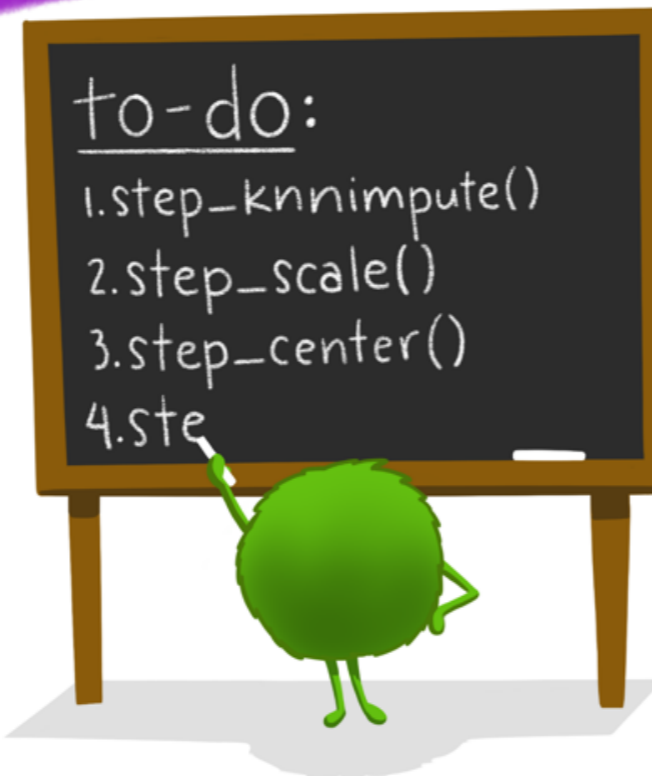 to-do:
1.step_knnimpute()
2.step_scale()
3.step_center()
4.ste